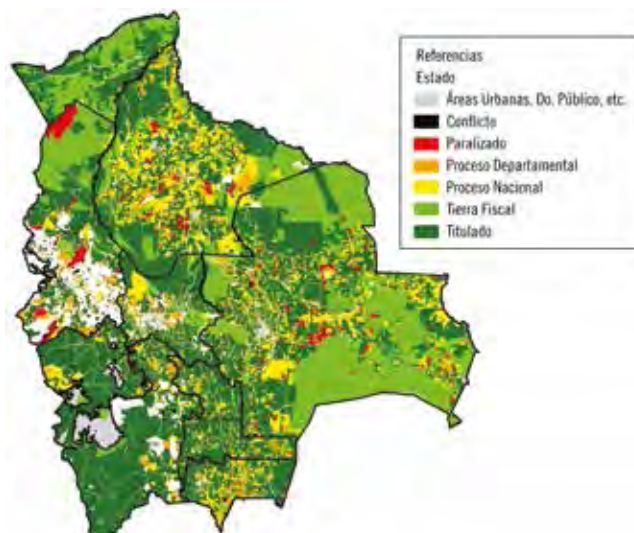 Referencias
Estado
Áreas Urbanas, Do. Público, etc.
Conflicto
Paralizado
Proceso Departamental
Proceso Nacional
Tierra Fiscal
Titulado